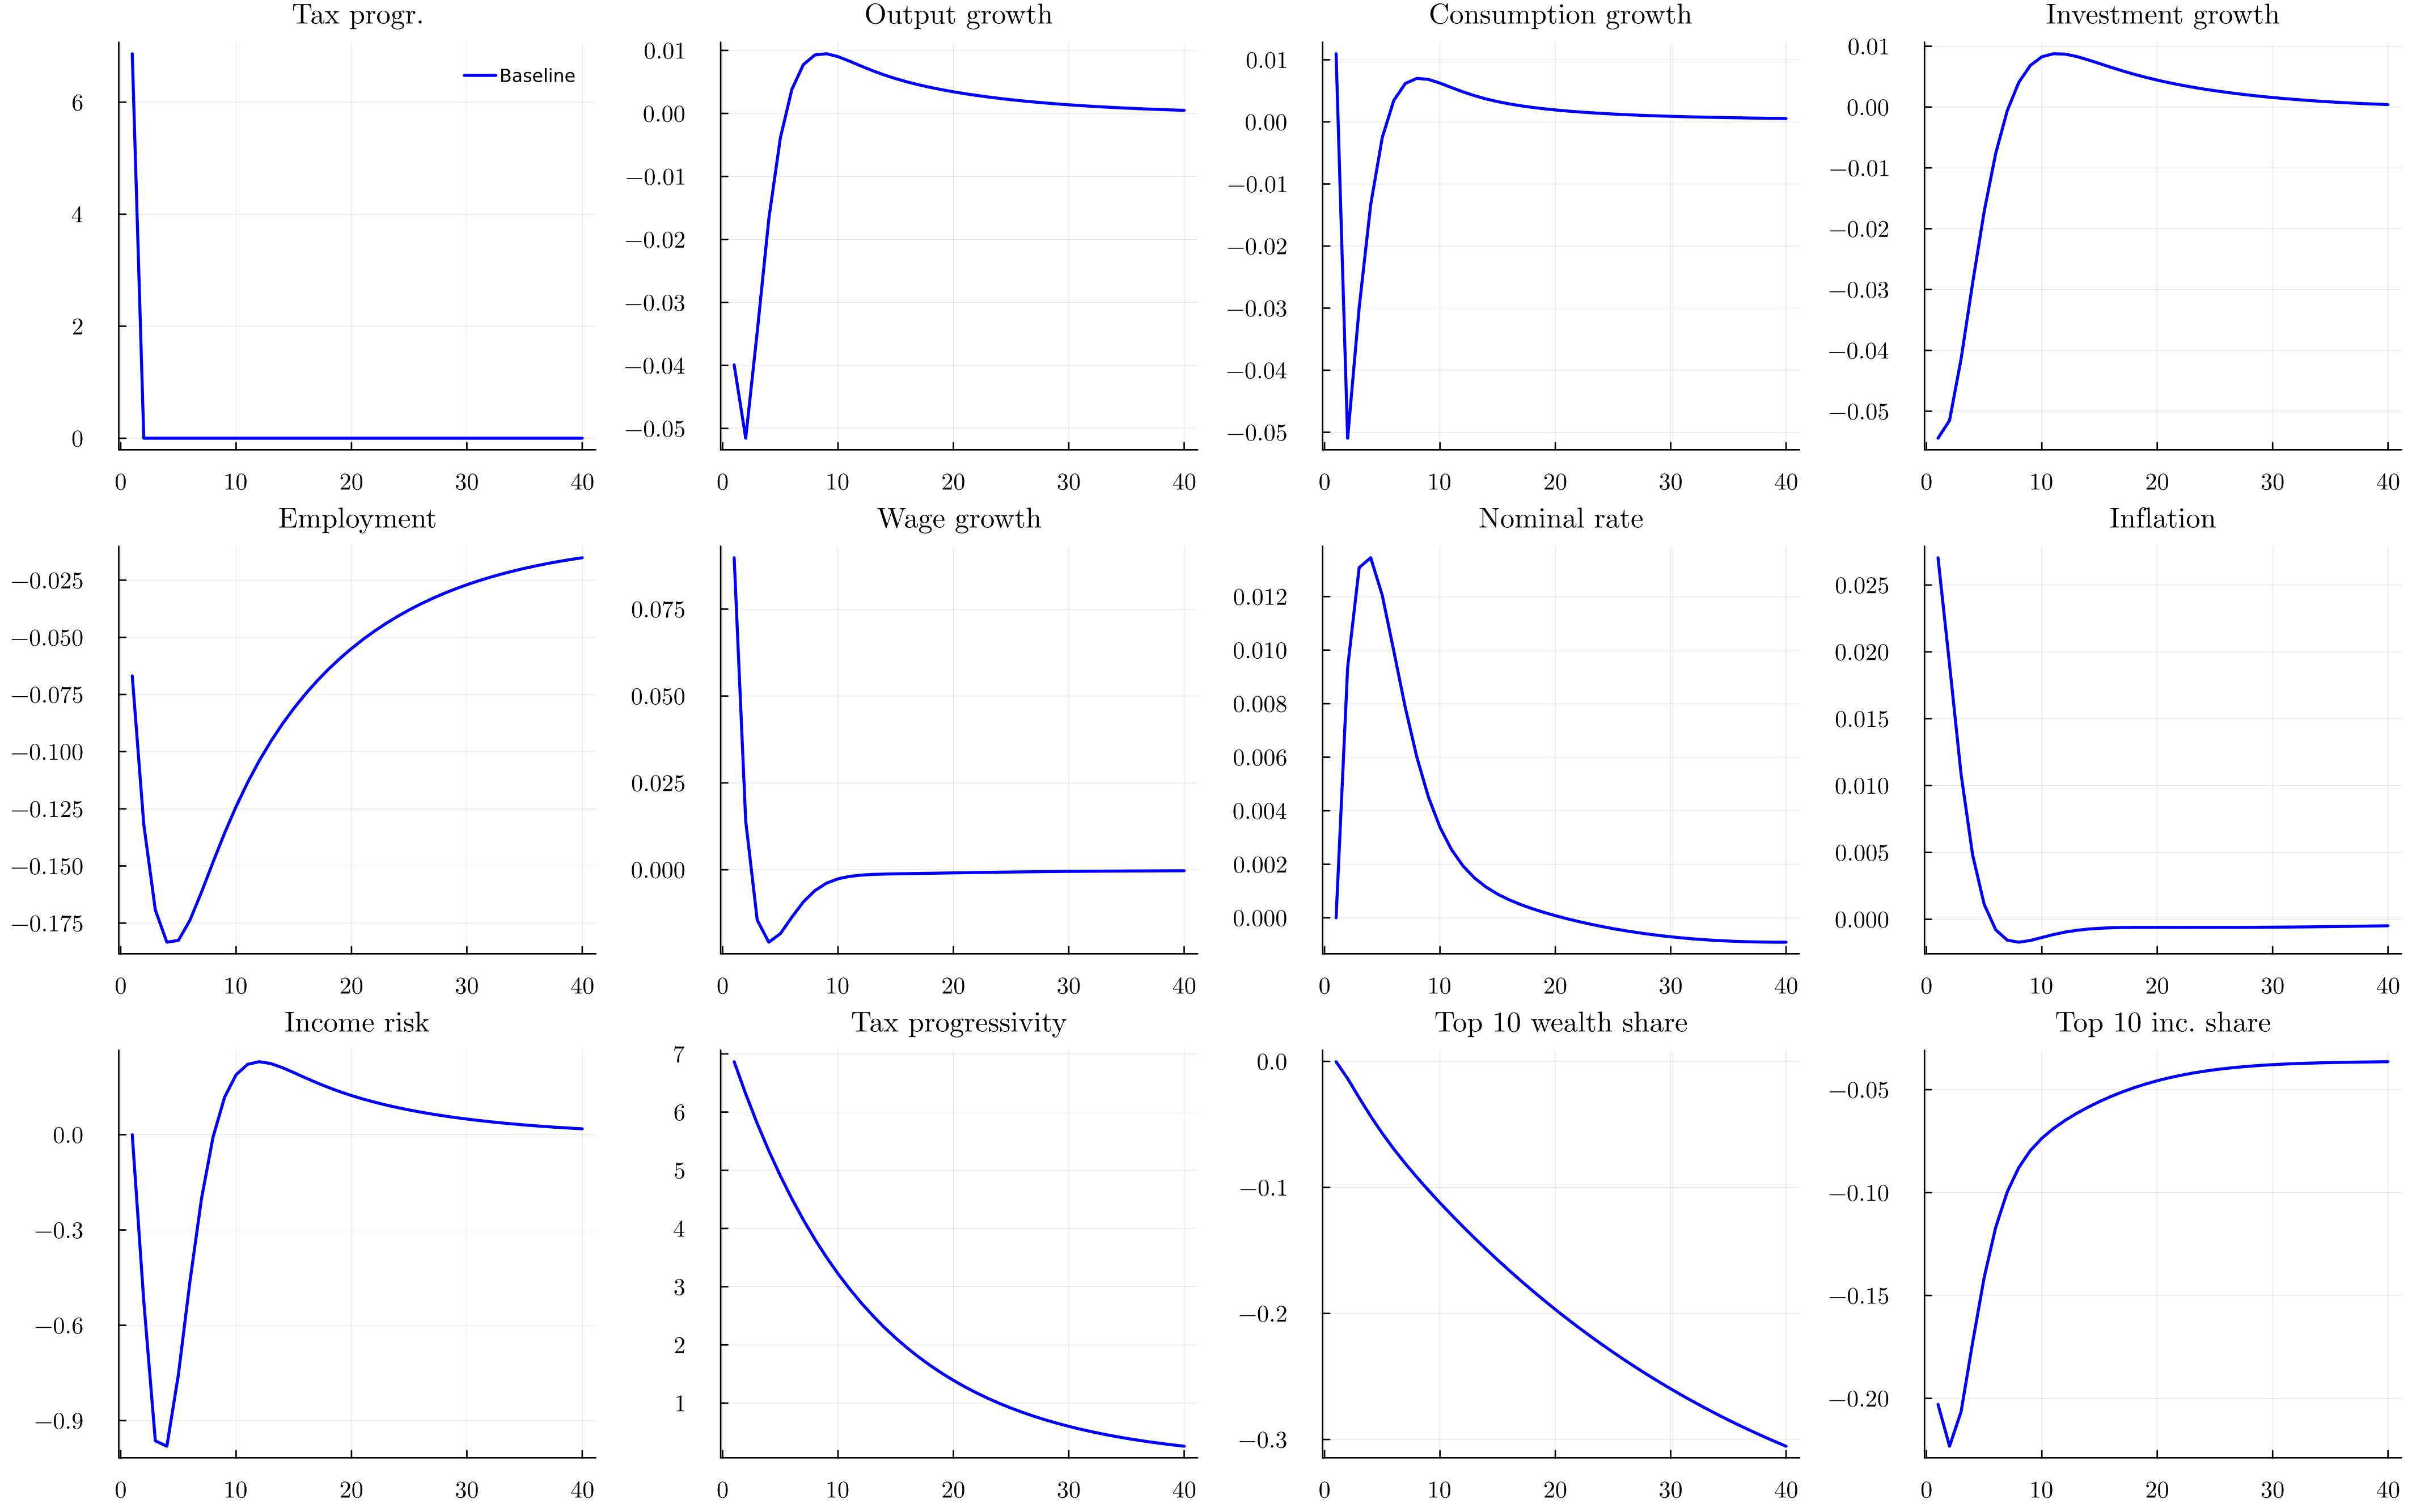 Tax progr.
Baseline
6
4
2
0
0 10 20 30 40
Output growth
0.01
0.00
−0.01
−0.02
−0.03
−0.04
−0.05
0 10 20 30 40
Consumption growth
0.01
0.00
−0.01
−0.02
−0.03
−0.04
−0.05
0 10 20 30 40
Investment growth
0.01
0.00
−0.01
−0.02
−0.03
−0.04
−0.05
0 10 20 30 40
Employment
−0.025
−0.050
−0.075
−0.100
−0.125
−0.150
−0.175
0 10 20 30 40
Wage growth
0.075
0.050
0.025
0.000
0 10 20 30 40
Nominal rate
0.012
0.010
0.008
0.006
0.004
0.002
0.000
0 10 20 30 40
Inflation
0.025
0.020
0.015
0.010
0.005
0.000
0 10 20 30 40
Income risk
0.0
−0.3
−0.6
−0.9
0 10 20 30 40
Tax progressivity
7
6
5
4
3
2
1
0 10 20 30 40
Top 10 wealth share
0.0
−0.1
−0.2
−0.3
0 10 20 30 40
Top 10 inc. share
−0.05
−0.10
−0.15
−0.20
0 10 20 30 40